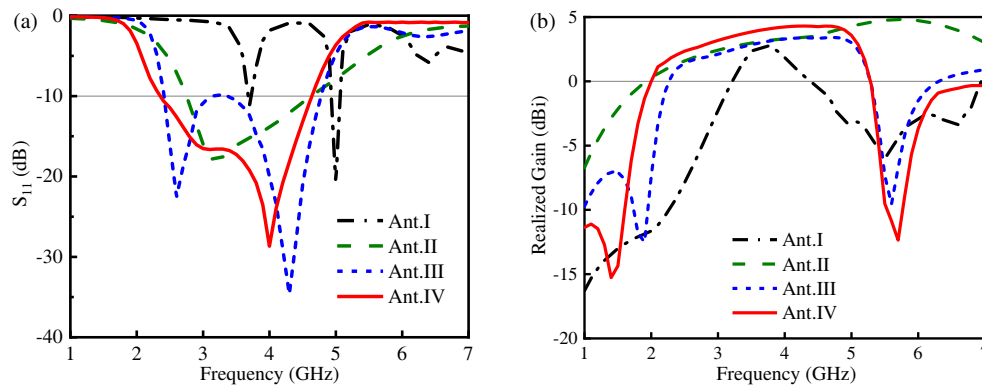 (a)
0
-10
-20
-30
-40
S11 (dB)
1 2 3 4 5 6 7
Frequency (GHz)
Ant.I
Ant.II
Ant.III
Ant.IV
(b)
5
0
-5
-10
-15
-20
Realized Gain (dBi)
1 2 3 4 5 6 7
Frequency (GHz)
Ant.I
Ant.II
Ant.III
Ant.IV